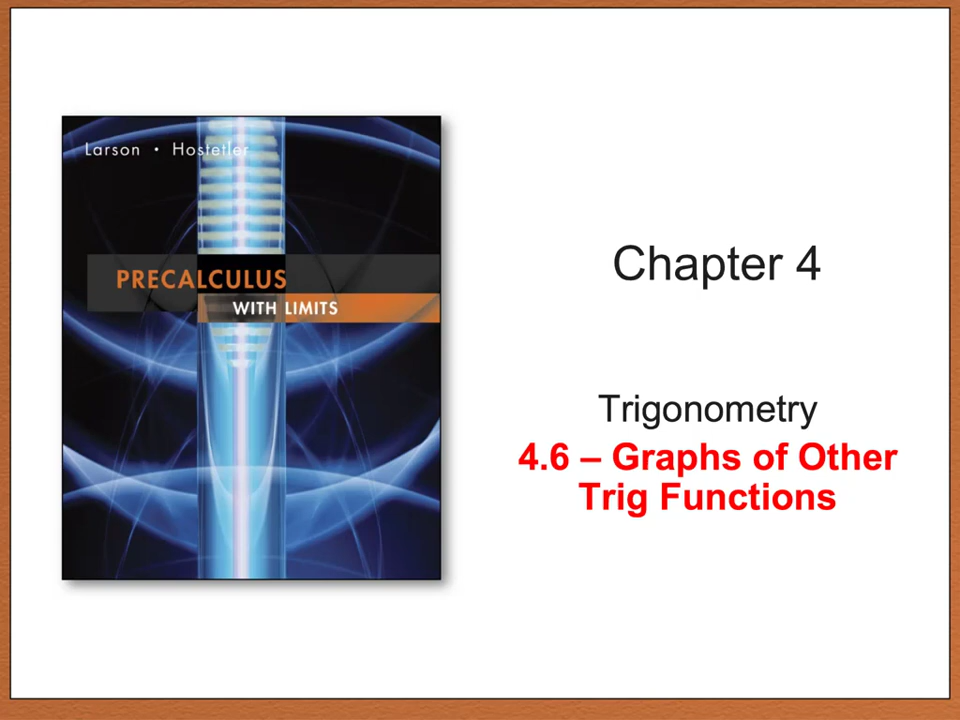 Larson • Hostetler
PRECALCULUS
WITH LIMITS
Chapter 4
Trigonometry
4.6 – Graphs of Other
Trig Functions